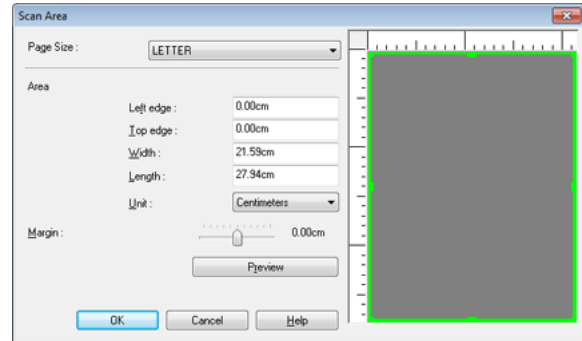 Scan Area
Page Size :
LETTER
Area
Left edge :
0.00cm
Top edge :
0.00cm
Width :
21.59cm
Length :
27.94cm
Unit :
Centimeters
Margin :
0.00cm
Preview
OK
Cancel
Help